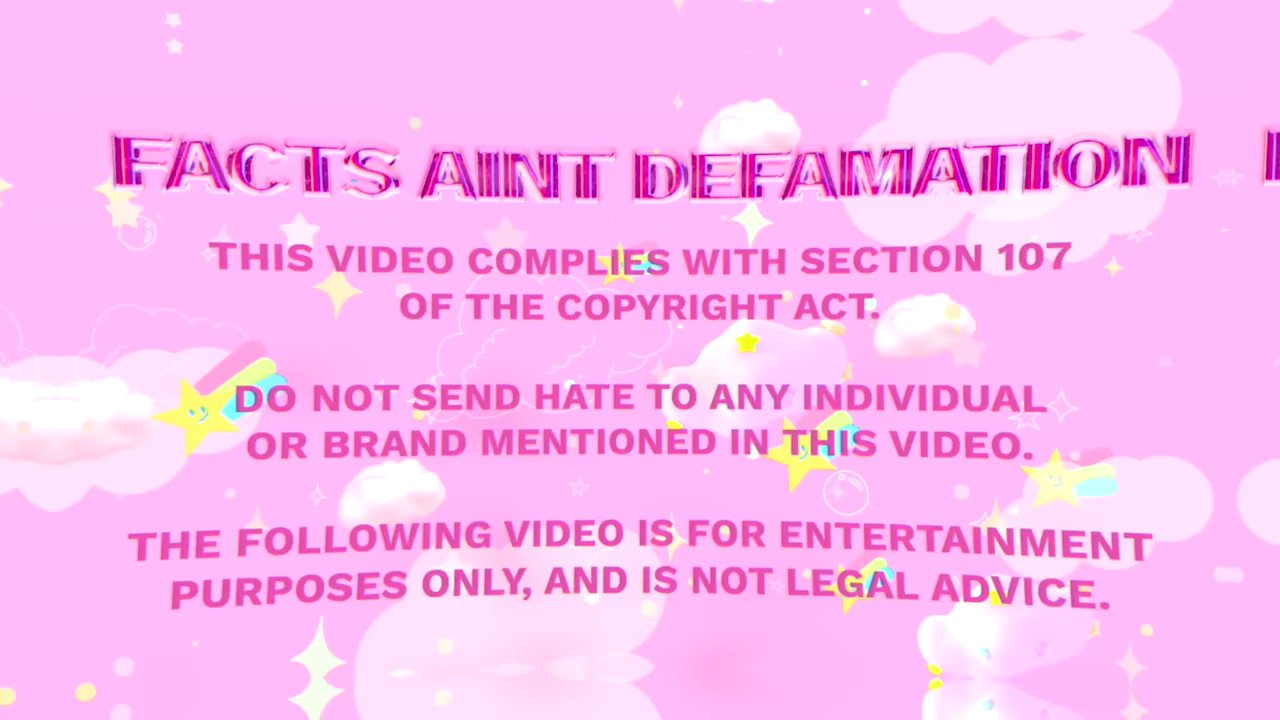 FACTS AINT DEFAMATION
THIS VIDEO COMPLIES WITH SECTION 107
OF THE COPYRIGHT ACT.
DO NOT SEND HATE TO ANY INDIVIDUAL
OR BRAND MENTIONED IN THIS VIDEO.
THE FOLLOWING VIDEO IS FOR ENTERTAINMENT
PURPOSES ONLY, AND IS NOT LEGAL ADVICE.